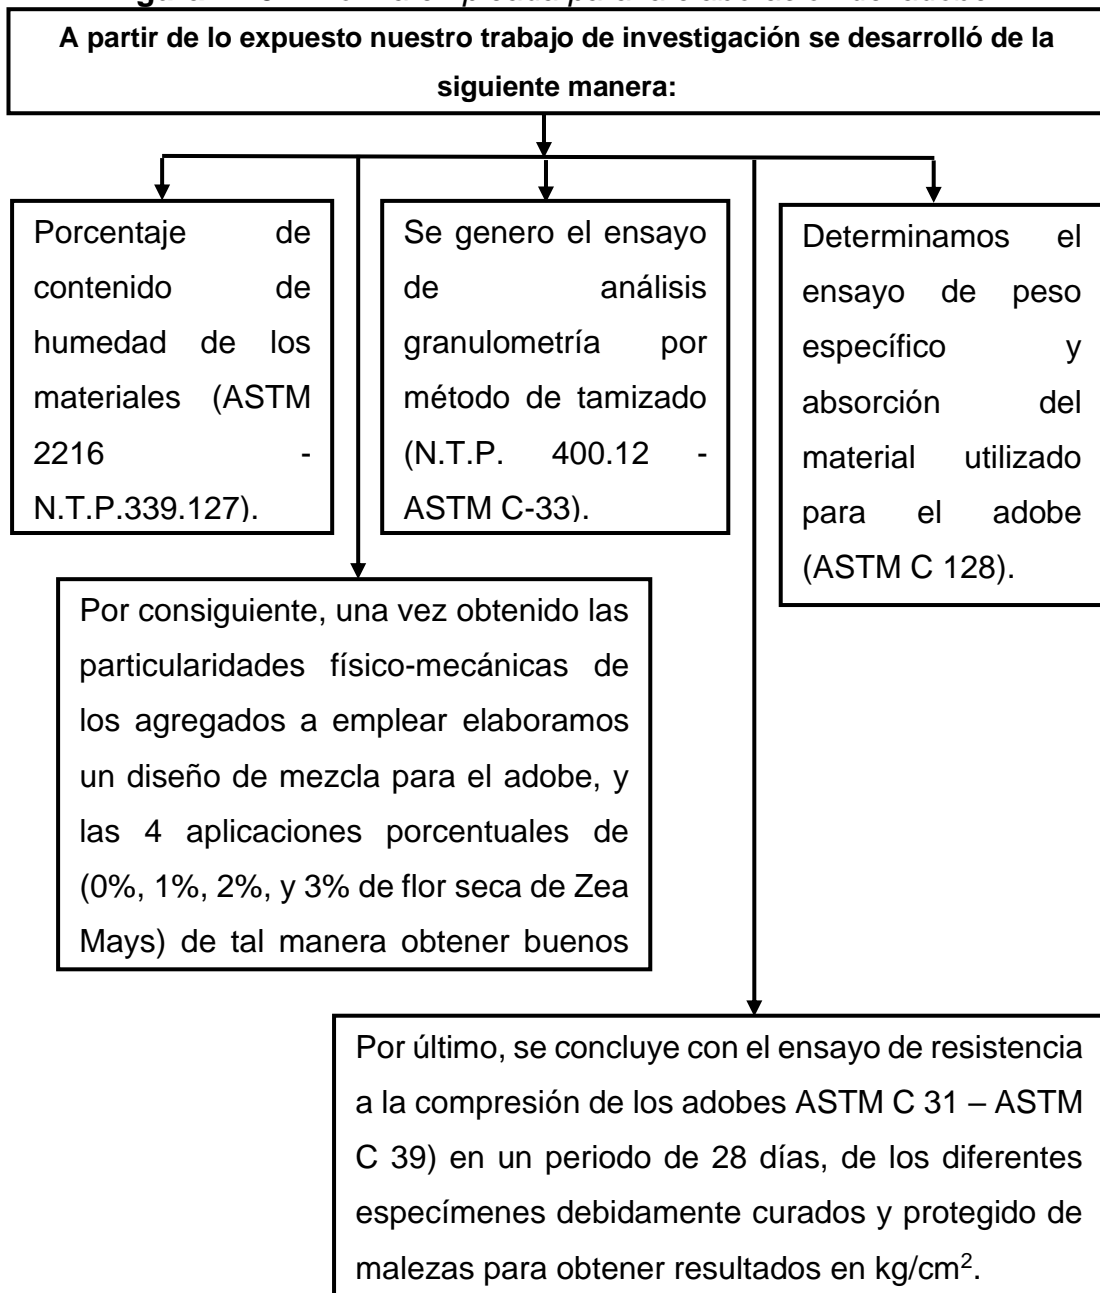 A partir de lo expuesto nuestro trabajo de investigación se desarrolló de la
siguiente manera:
Porcentaje de
contenido de
humedad de los
materiales (ASTM
2216 -
N.T.P.339.127).
Se genero el ensayo
de análisis
granulometría por
método de tamizado
(N.T.P. 400.12 -
ASTM C-33).
Determinamos el
ensayo de peso
específico y
absorción del
material utilizado
para el adobe
(ASTM C 128).
Por consiguiente, una vez obtenido las
particularidades físico-mecánicas de
los agregados a emplear elaboramos
un diseño de mezcla para el adobe, y
las 4 aplicaciones porcentuales de
(0%, 1%, 2%, y 3% de flor seca de Zea
Mays) de tal manera obtener buenos
Por último, se concluye con el ensayo de resistencia
a la compresión de los adobes ASTM C 31 – ASTM
C 39) en un periodo de 28 días, de los diferentes
especímenes debidamente curados y protegido de
malezas para obtener resultados en kg/cm².